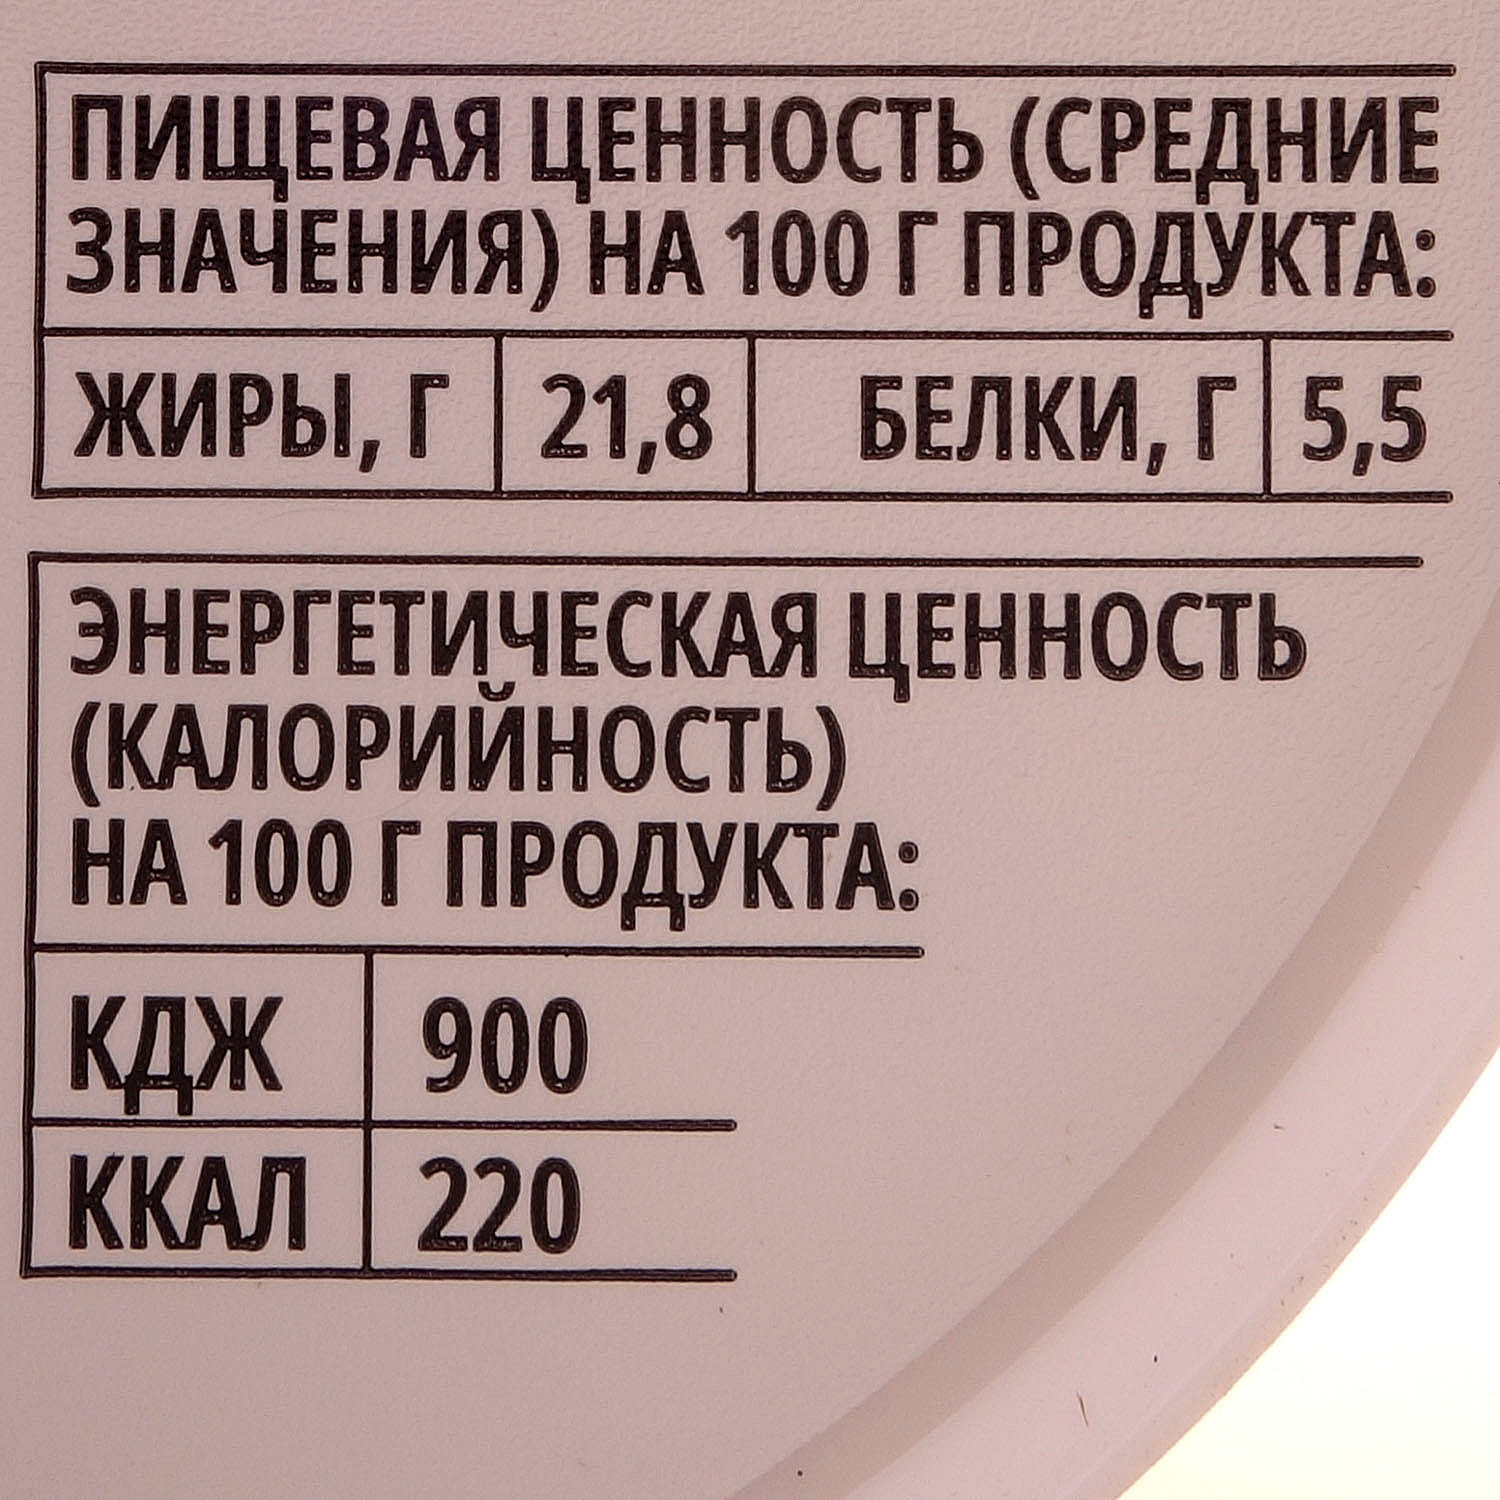 ПИЩЕВАЯ ЦЕННОСТЬ (СРЕДНИЕ
ЗНАЧЕНИЯ) НА 100 Г ПРОДУКТА:
ЖИРЫ, Г 21,8 БЕЛКИ, Г 5,5
ЭНЕРГЕТИЧЕСКАЯ ЦЕННОСТЬ
(КАЛОРИЙНОСТЬ)
НА 100 Г ПРОДУКТА:
КДЖ 900
ККАЛ 220